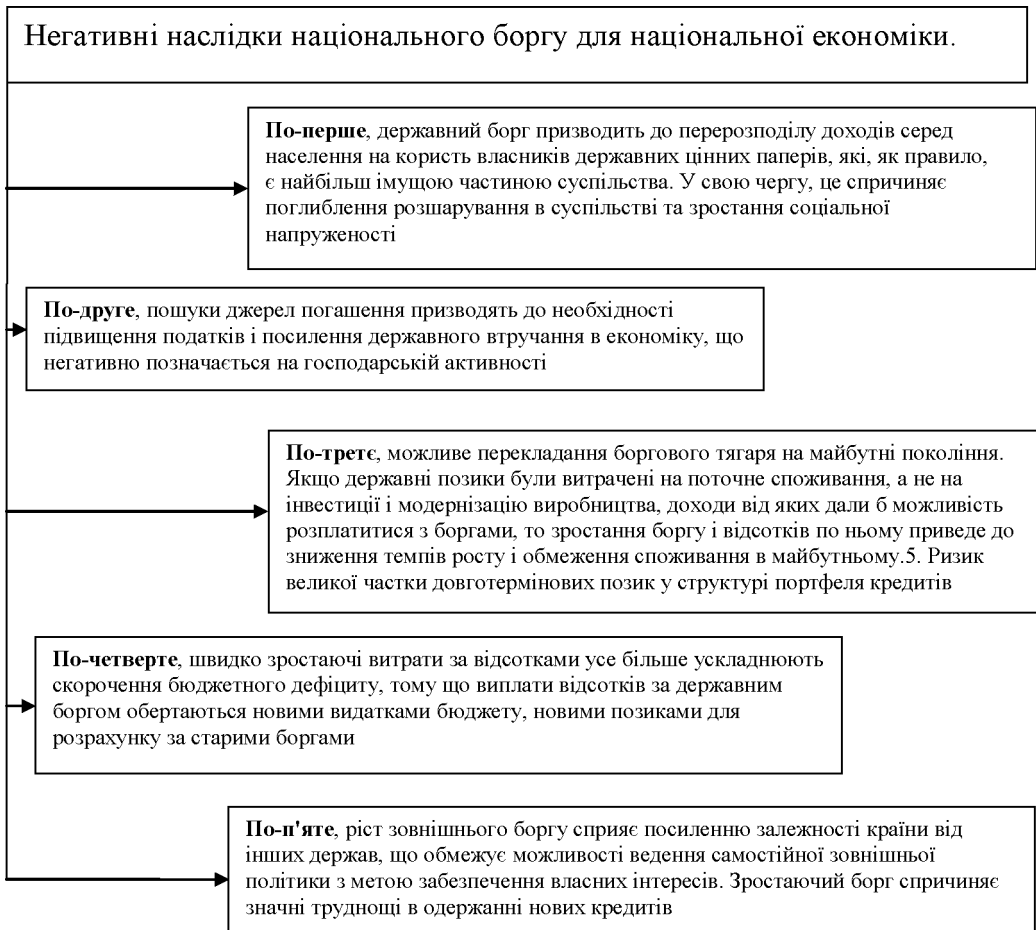 Негативні наслідки національного боргу для національної економіки.
По-перше, державний борг призводить до перерозподілу доходів серед
населення на користь власників державних цінних паперів, які, як правило,
є найбільш імущою частиною суспільства. У свою чергу, це спричиняє
поглиблення розшарування в суспільстві та зростання соціальної
напруженості
По-друге, пошуки джерел погашення призводять до необхідності
підвищення податків і посилення державного втручання в економіку, що
негативно позначається на господарській активності
По-третє, можливе перекладання боргового тягаря на майбутні покоління.
Якщо державні позики були витрачені на поточне споживання, а не на
інвестиції і модернізацію виробництва, доходи від яких дали б можливість
розплатитися з боргами, то зростання боргу і відсотків по ньому приведе до
зниження темпів росту і обмеження споживання в майбутньому.5. Ризик
великої частки довготермінових позик у структурі портфеля кредитів
По-четверте, швидко зростаючі витрати за відсотками усе більше ускладнюють
скорочення бюджетного дефіциту, тому що виплати відсотків за державним
боргом обертаються новими видатками бюджету, новими позиками для
розрахунку за старими боргами
По-п'яте, ріст зовнішнього боргу сприяє посиленню залежності країни від
інших держав, що обмежує можливості ведення самостійної зовнішньої
політики з метою забезпечення власних інтересів. Зростаючий борг спричиняє
значні труднощі в одержанні нових кредитів